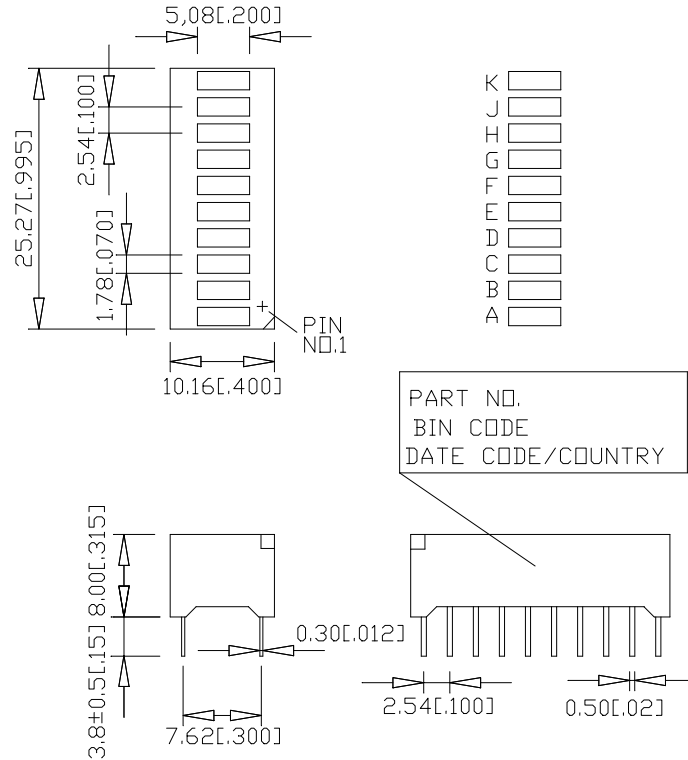 5,08[.200]
25.27[.995]
2.54[.100]
1.78[.070]
PIN
NO.1
10.16[.400]
K
J
H
G
F
E
D
C
B
A
PART NO.
BIN CODE
DATE CODE/COUNTRY
8.00[.315]
3.8±0.5[.15]
0.30[.012]
7.62[.300]
2.54[.100]
0.50[.02]